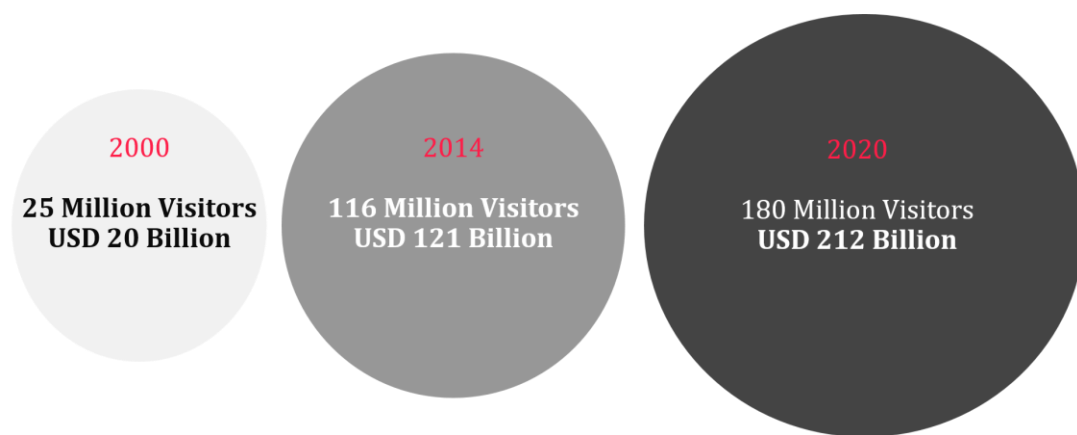 2000
25 Million Visitors
USD 20 Billion
2014
116 Million Visitors
USD 121 Billion
2020
180 Million Visitors
USD 212 Billion